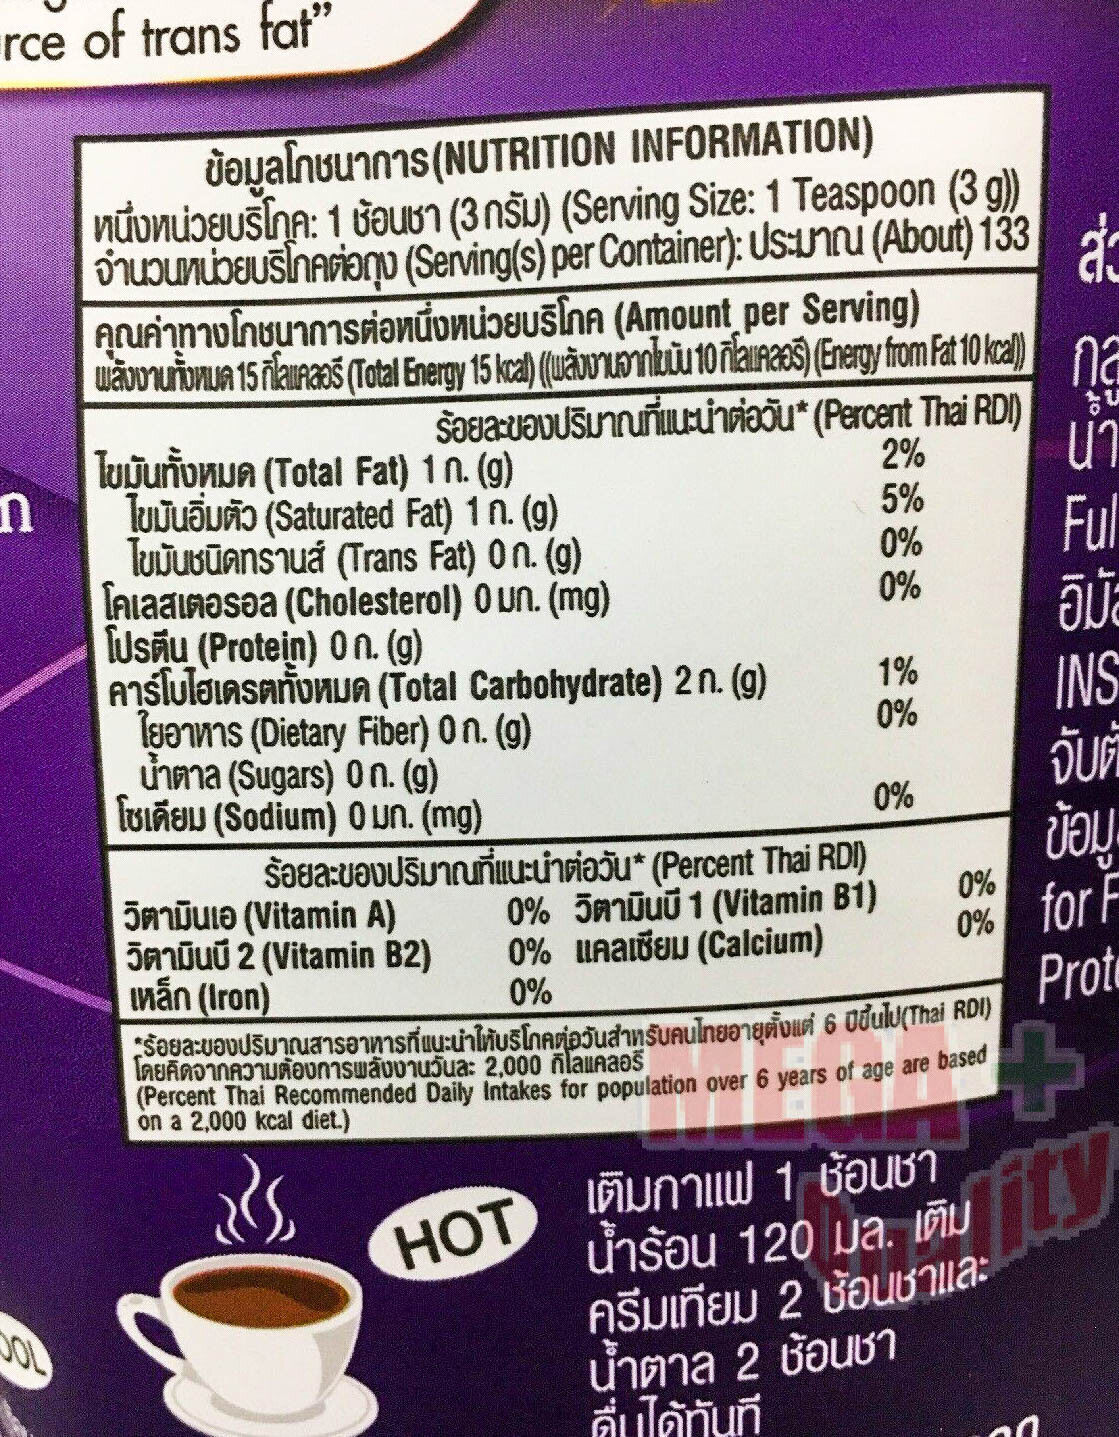 of trans fat"
ข้อมูลโภชนาการ (NUTRITION INFORMATION)
หนึ่งหน่วยบริโภค: 1 ช้อนชา (3 กรัม) (Serving Size: 1 Teaspoon (3 g))
จำนวนหน่วยบริโภคต่อถุง (Serving(s) per Container): ประมาณ (About) 133
คุณค่าทางโภชนาการต่อหนึ่งหน่วยบริโภค (Amount per Serving)
พลังงานทั้งหมด 15 กิโลแคลอรี (Total Energy 15 kcal) ((พลังงานจากไขมัน 10 กิโลแคลอรี) (Energy from Fat 10 kcal))
ร้อยละของปริมาณที่แนะนำต่อวัน* (Percent Thai RDI)
ไขมันทั้งหมด (Total Fat) 1 ก. (g) 2%
ไขมันอิ่มตัว (Saturated Fat) 1 ก. (g) 5%
ไขมันชนิดทรานส์ (Trans Fat) 0 ก. (g) 0%
โคเลสเตอรอล (Cholesterol) 0 มก. (mg) 0%
โปรตีน (Protein) 0 ก. (g)
คาร์โบไฮเดรตทั้งหมด (Total Carbohydrate) 2 ก. (g) 1%
ใยอาหาร (Dietary Fiber) 0 ก. (g) 0%
น้ำตาล (Sugars) 0 ก. (g)
โซเดียม (Sodium) 0 มก. (mg) 0%
ร้อยละของปริมาณที่แนะนำต่อวัน* (Percent Thai RDI)
วิตามินเอ (Vitamin A) 0% วิตามินบี 1 (Vitamin B1) 0%
วิตามินบี 2 (Vitamin B2) 0% แคลเซียม (Calcium) 0%
เหล็ก (Iron) 0%
*ร้อยละของปริมาณสารอาหารที่แนะนำให้บริโภคต่อวันสำหรับคนไทยอายุตั้งแต่ 6 ปีขึ้นไป(Thai RDI)
โดยคิดจากความต้องการพลังงานวันละ 2,000 กิโลแคลอรี
(Percent Thai Recommended Daily Intakes for population over 6 years of age are based
on a 2,000 kcal diet.)
MEGA +
Quality
HOT
เติมกาแฟ 1 ช้อนชา
น้ำร้อน 120 มล. เติม
ครีมเทียม 2 ช้อนชาและ
น้ำตาล 2 ช้อนชา
ดื่มได้ทันที
for